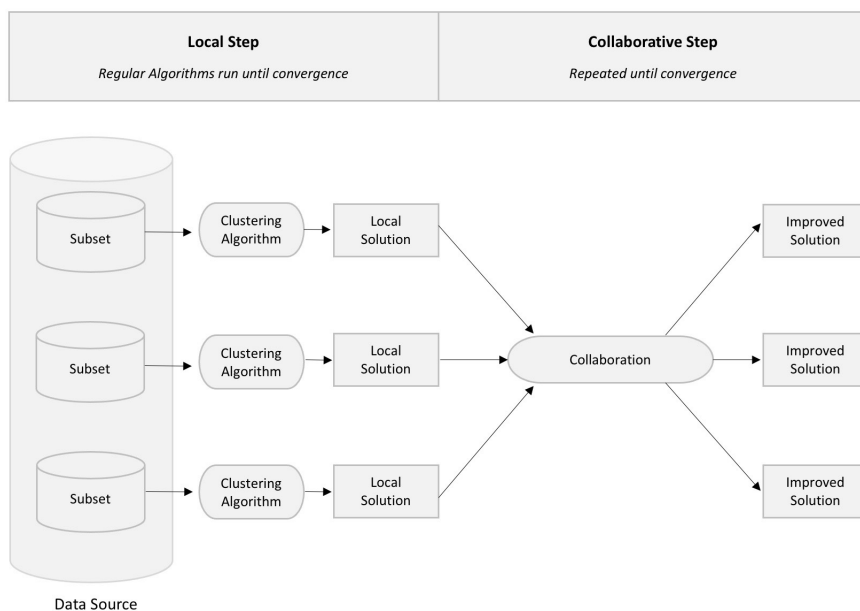 Local Step
Regular Algorithms run until convergence
Collaborative Step
Repeated until convergence
Subset
Clustering
Algorithm
Local
Solution
Improved
Solution
Subset
Clustering
Algorithm
Local
Solution
Collaboration
Improved
Solution
Subset
Clustering
Algorithm
Local
Solution
Improved
Solution
Data Source